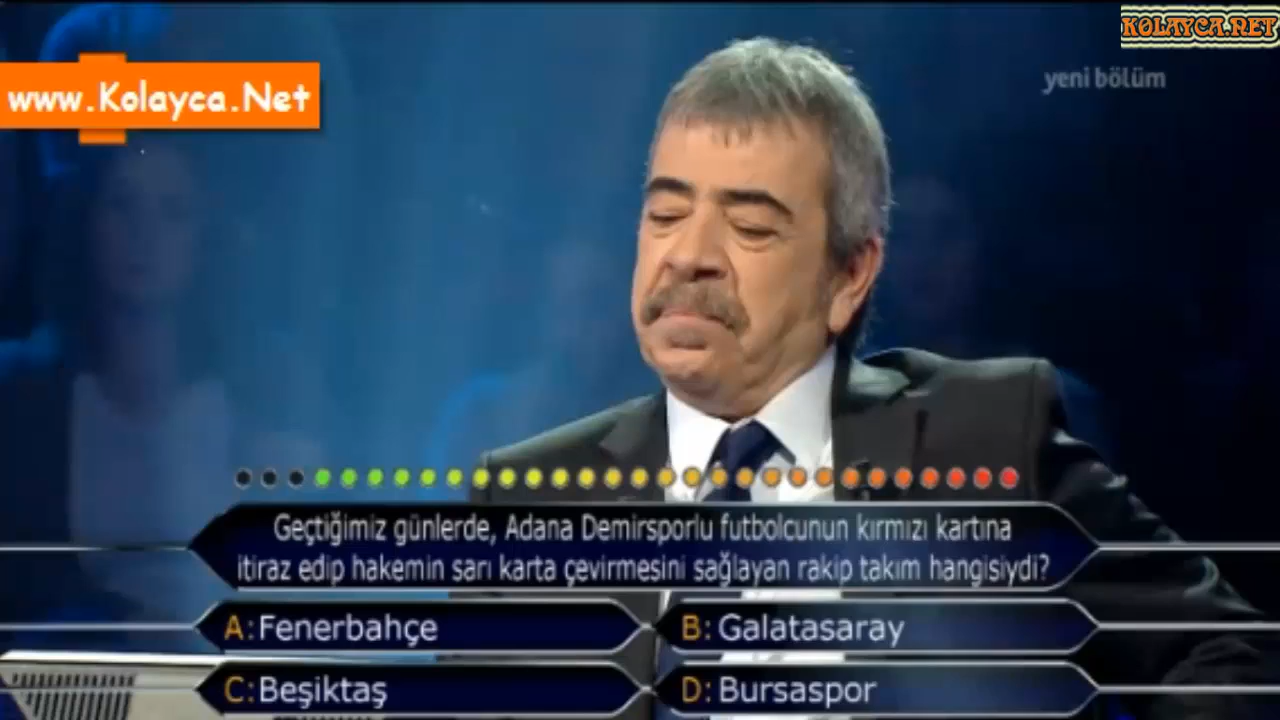 KOLAYCA.NET
yeni bölüm
www.Kolayca.Net
Geçtiğimiz günlerde, Adana Demirsporlu futbolcunun kırmızı kartına
itiraz edip hakemin sarı karta çevirmesini sağlayan rakip takım hangisiydi?
A: Fenerbahçe
B: Galatasaray
C: Beşiktaş
D: Bursaspor